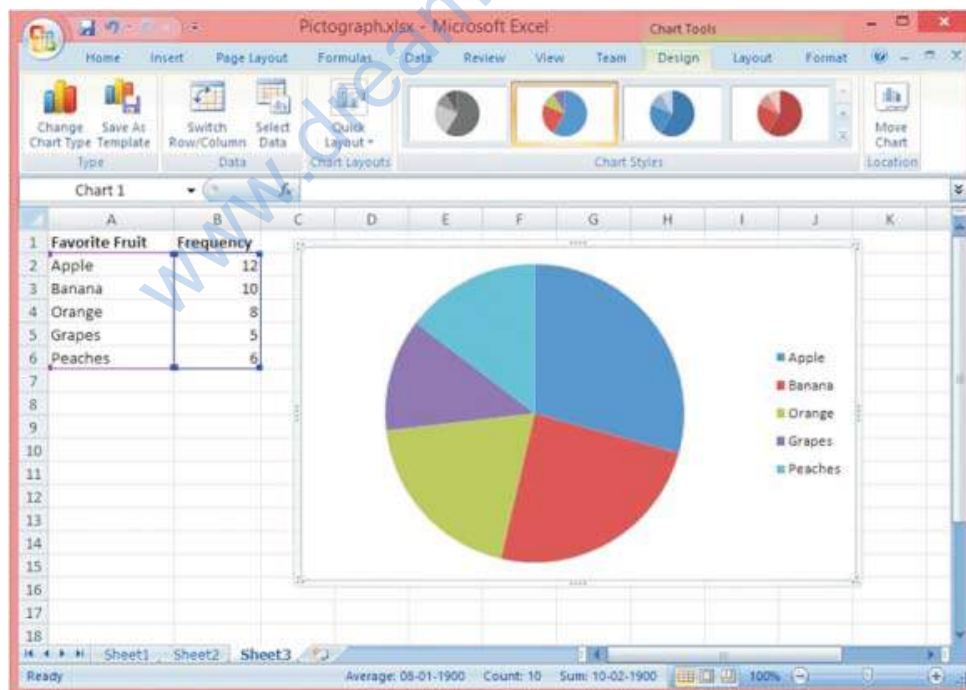 Pictograph.xlsx - Microsoft Excel
Chart Tools
Home Insert Page Layout Formulas Data Review View Team Design Layout Format
Change Chart Type
Save As Template
Switch Row/Column
Select Data
Quick Layout
Move Chart
Type Data Chart Layouts Chart Styles Location
Chart 1 fx
A B C D E F G H I J K
1 Favorite Fruit Frequency
2 Apple 12
3 Banana 10
4 Orange 8
5 Grapes 5
6 Peaches 6
7
8
9
10
11
12
13
14
15
16
17
18
Apple
Banana
Orange
Grapes
Peaches
Sheet1 Sheet2 Sheet3
Ready Average: 08-01-1900 Count: 10 Sum: 10-02-1900 100%